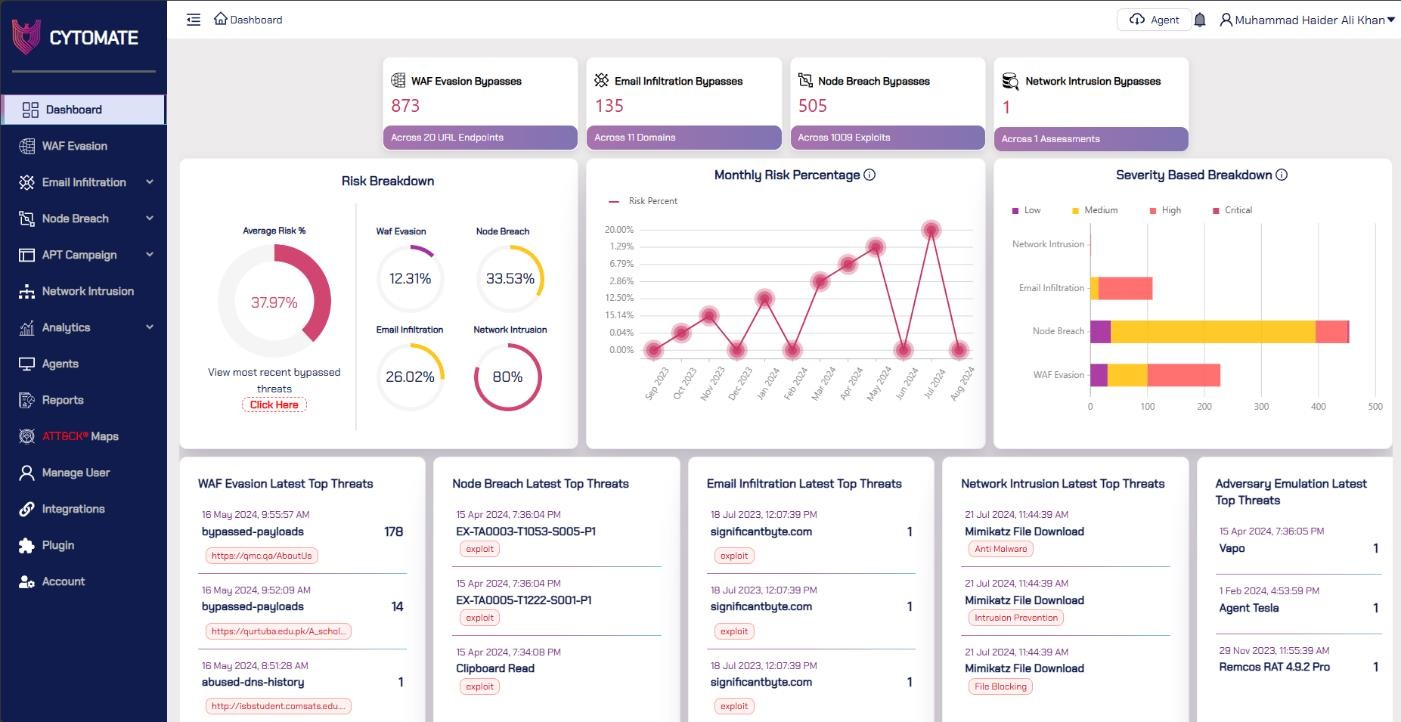 CYTOMATE
Dashboard
WAF Evasion
Email Infiltration
Node Breach
APT Campaign
Network Intrusion
Analytics
Agents
Reports
ATT&CK® Maps
Manage User
Integrations
Plugin
Account
Dashboard
Agent
Muhammad Haider Ali Khan
WAF Evasion Bypasses
873
Across 20 URL Endpoints
Email Infiltration Bypasses
135
Across 11 Domains
Node Breach Bypasses
505
Across 1009 Exploits
Network Intrusion Bypasses
1
Across 1 Assessments
Risk Breakdown
Average Risk %
37.97%
View most recent bypassed
threats
Click Here
WAF Evasion
12.31%
Node Breach
33.53%
Email Infiltration
26.02%
Network Intrusion
80%
Monthly Risk Percentage
Risk Percent
20.00%
1.29%
6.79%
2.86%
12.50%
15.14%
0.04%
0.00%
Sep 2023
Oct 2023
Nov 2023
Dec 2023
Jan 2024
Feb 2024
Mar 2024
Apr 2024
May 2024
Jun 2024
Jul 2024
Aug 2024
Severity Based Breakdown
Low
Medium
High
Critical
Network Intrusion
Email Infiltration
Node Breach
WAF Evasion
0
100
200
300
400
500
WAF Evasion Latest Top Threats
16 May 2024, 9:55:57 AM
bypassed-payloads 178
https://qmc.qa/AboutUs
16 May 2024, 9:52:09 AM
bypassed-payloads 14
https://qurtuba.edu.pk/A_schol...
16 May 2024, 8:51:28 AM
abused-dns-history 1
http://isbstudent.comsats.edu....
Node Breach Latest Top Threats
15 Apr 2024, 7:36:04 PM
EX-TA0003-T1053-S005-P1
exploit
15 Apr 2024, 7:36:04 PM
EX-TA0005-T1222-S001-P1
exploit
15 Apr 2024, 7:34:08 PM
Clipboard Read
exploit
Email Infiltration Latest Top Threats
18 Jul 2023, 12:07:39 PM
significantbyte.com 1
exploit
18 Jul 2023, 12:07:39 PM
significantbyte.com 1
exploit
18 Jul 2023, 12:07:39 PM
significantbyte.com 1
exploit
Network Intrusion Latest Top Threats
21 Jul 2024, 11:44:39 AM
Mimikatz File Download
Anti Malware
21 Jul 2024, 11:44:39 AM
Mimikatz File Download
Intrusion Prevention
21 Jul 2024, 11:44:39 AM
Mimikatz File Download
File Blocking
Adversary Emulation Latest
Top Threats
15 Apr 2024, 7:36:05 PM
Vapo 1
1 Feb 2024, 4:53:59 PM
Agent Tesla 1
29 Nov 2023, 11:55:39 AM
Remcos RAT 4.9.2 Pro 1